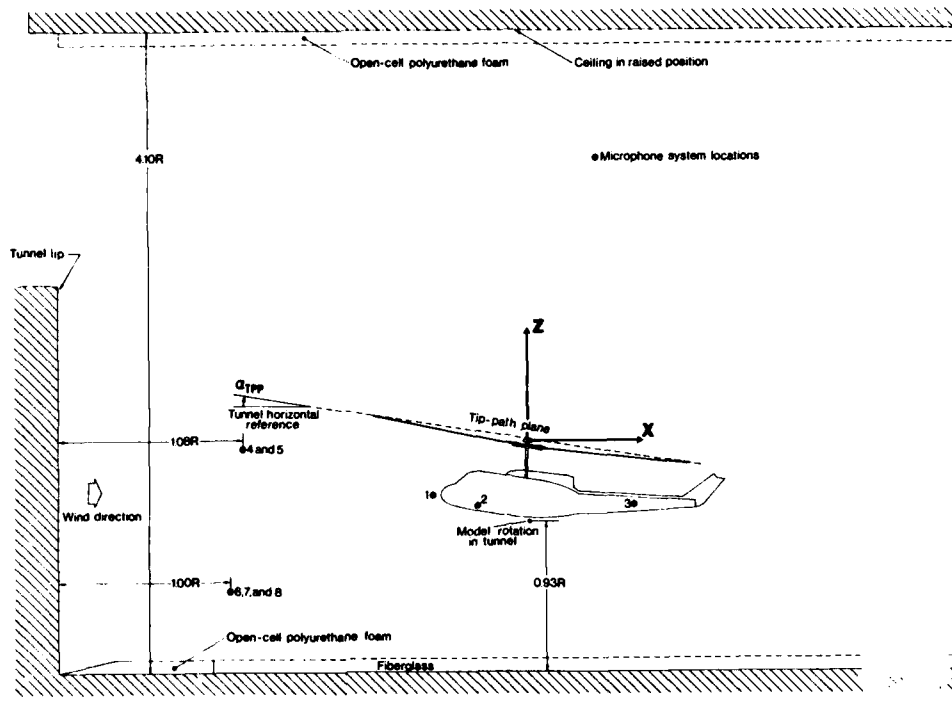 Open-cell polyurethane foam
Ceiling in raised position
4.10R
Microphone system locations
Tunnel lip
Z
αTPP
Tunnel horizontal
reference
Tip-path plane
X
1.08R
4 and 5
Wind direction
1
2
3
Model rotation
in tunnel
1.00R
6,7,and 8
0.93R
Open-cell polyurethane foam
Fiberglass